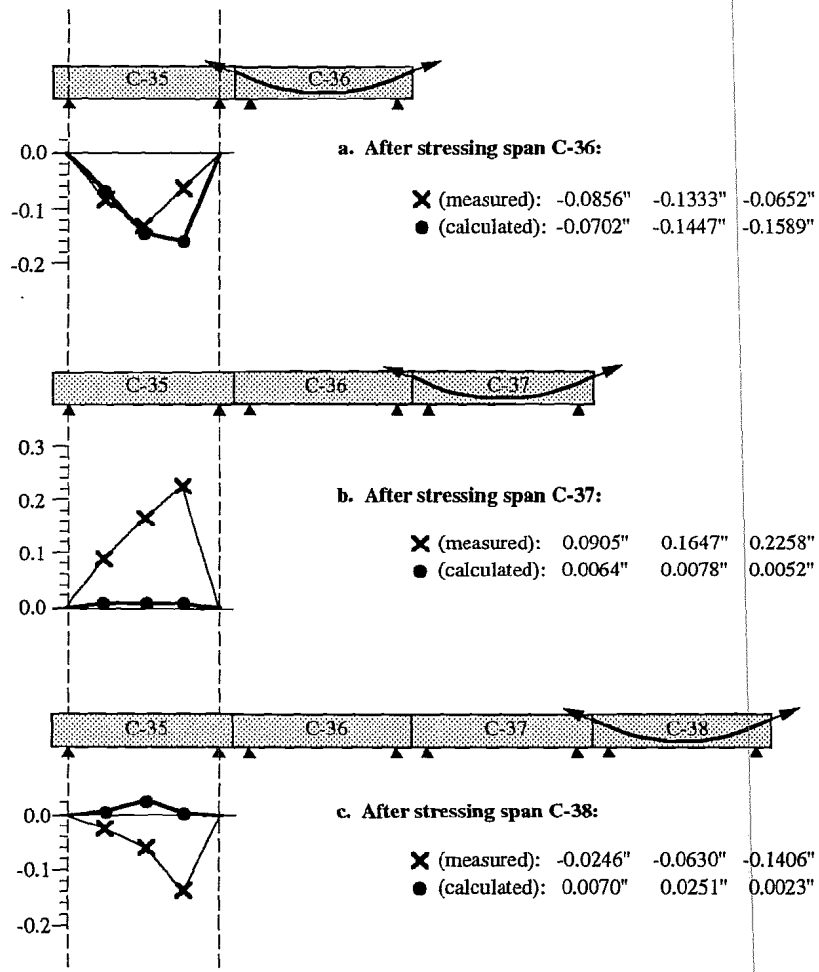 C-35 C-36
0.0
-0.1
-0.2
a. After stressing span C-36:
(measured): -0.0856" -0.1333" -0.0652"
(calculated): -0.0702" -0.1447" -0.1589"
C-35 C-36 C-37
0.3
0.2
0.1
0.0
b. After stressing span C-37:
(measured): 0.0905" 0.1647" 0.2258"
(calculated): 0.0064" 0.0078" 0.0052"
C-35 C-36 C-37 C-38
0.0
-0.1
-0.2
c. After stressing span C-38:
(measured): -0.0246" -0.0630" -0.1406"
(calculated): 0.0070" 0.0251" 0.0023"